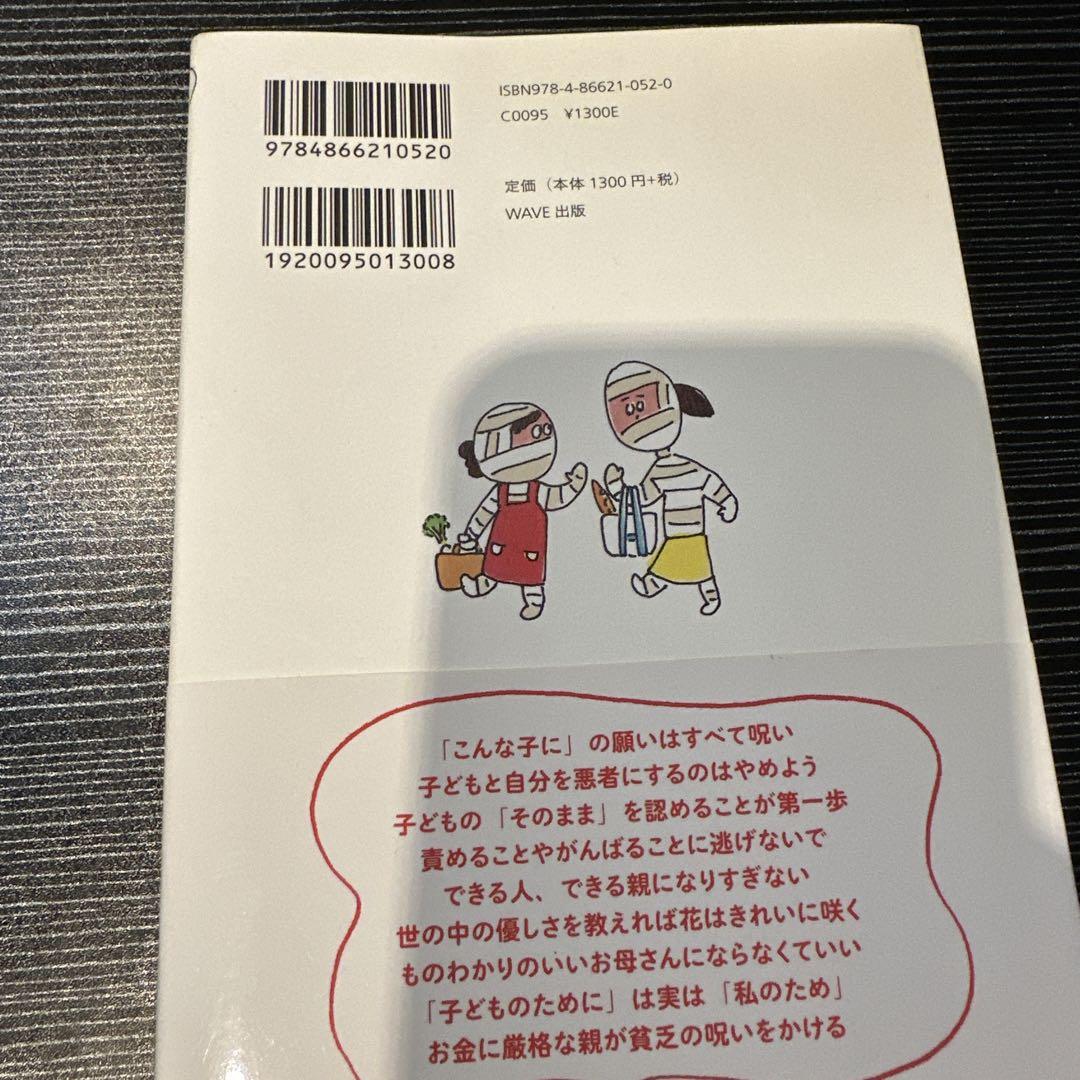 ISBN978-4-86621-052-0
C0095 ¥1300E
9784866210520
定価（本体1300円+税）
WAVE出版
1920095013008
「こんな子に」の願いはすべて呪い
子どもと自分を悪者にするのはやめよう
子どもの「そのまま」を認めることが第一歩
責めることやがんばることに逃げないで
できる人、できる親になりすぎない
世の中の優しさを教えれば花はきれいに咲く
ものわかりのいいお母さんにならなくていい
「子どものために」は実は「私のため」
お金に厳格な親が貧乏の呪いをかける